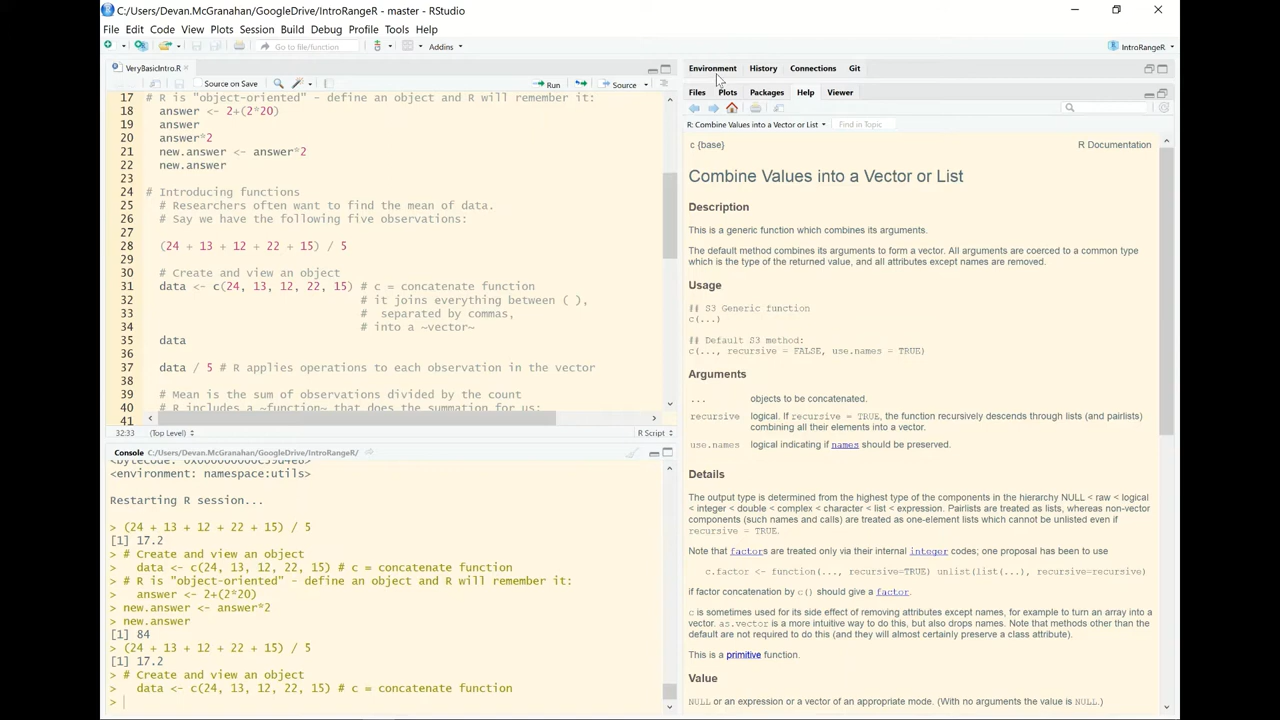 C:/Users/Devan.McGranahan/GoogleDrive/IntroRangeR - master - RStudio
File Edit Code View Plots Session Build Debug Profile Tools Help
Go to file/function Addins IntroRangeR
VeryBasicIntro.R
Source on Save Run Source
17 # R is "object-oriented" - define an object and R will remember it:
18 answer <- 2+(2*20)
19 answer
20 answer*2
21 new.answer <- answer*2
22 new.answer
23
24 # Introducing functions
25 # Researchers often want to find the mean of data.
26 # Say we have the following five observations:
27
28 (24 + 13 + 12 + 22 + 15) / 5
29
30 # Create and view an object
31 data <- c(24, 13, 12, 22, 15) # c = concatenate function
32 # it joins everything between ( ),
33 # separated by commas,
34 # into a ~vector~
35 data
36
37 data / 5 # R applies operations to each observation in the vector
38
39 # Mean is the sum of observations divided by the count
40 # R includes a ~function~ that does the summation for us:
41
32:33 (Top Level) R Script
Console C:/Users/Devan.McGranahan/GoogleDrive/IntroRangeR/
<environment: namespace:utils>
Restarting R session...
> (24 + 13 + 12 + 22 + 15) / 5
[1] 17.2
> # Create and view an object
> data <- c(24, 13, 12, 22, 15) # c = concatenate function
> # R is "object-oriented" - define an object and R will remember it:
> answer <- 2+(2*20)
> new.answer <- answer*2
> new.answer
[1] 84
> (24 + 13 + 12 + 22 + 15) / 5
[1] 17.2
> # Create and view an object
> data <- c(24, 13, 12, 22, 15) # c = concatenate function
>
Environment History Connections Git
Files Plots Packages Help Viewer
R: Combine Values into a Vector or List Find in Topic
c {base} R Documentation
Combine Values into a Vector or List
Description
This is a generic function which combines its arguments.
The default method combines its arguments to form a vector. All arguments are coerced to a common type
which is the type of the returned value, and all attributes except names are removed.
Usage
## S3 Generic function
c(...)
## Default S3 method:
c(..., recursive = FALSE, use.names = TRUE)
Arguments
... objects to be concatenated.
recursive logical. If recursive = TRUE, the function recursively descends through lists (and pairlists)
combining all their elements into a vector.
use.names logical indicating if names should be preserved.
Details
The output type is determined from the highest type of the components in the hierarchy NULL < raw < logical
< integer < double < complex < character < list < expression. Pairlists are treated as lists, whereas non-vector
components (such names and calls) are treated as one-element lists which cannot be unlisted even if
recursive = TRUE.
Note that factors are treated only via their internal integer codes; one proposal has been to use
c.factor <- function(..., recursive=TRUE) unlist(list(...), recursive=recursive)
if factor concatenation by c() should give a factor.
c is sometimes used for its side effect of removing attributes except names, for example to turn an array into a
vector. as.vector is a more intuitive way to do this, but also drops names. Note that methods other than the
default are not required to do this (and they will almost certainly preserve a class attribute).
This is a primitive function.
Value
NULL or an expression or a vector of an appropriate mode. (With no arguments the value is NULL.)